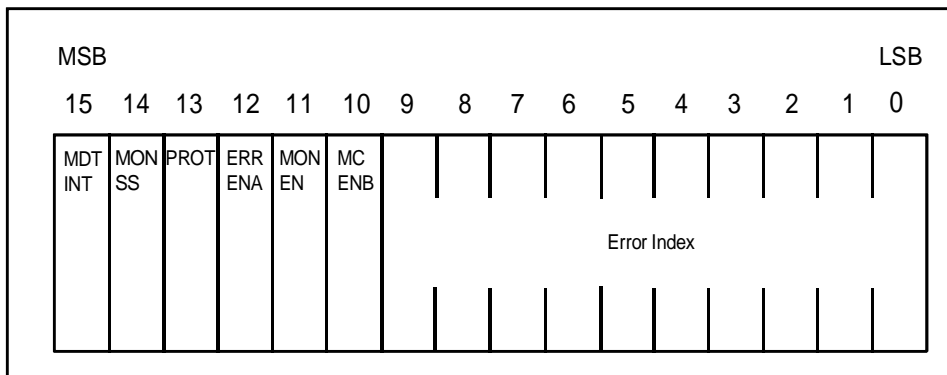 MSB LSB
15 14 13 12 11 10 9 8 7 6 5 4 3 2 1 0
MDT MON PROT ERR MON MC
INT SS ENA EN ENB
Error Index